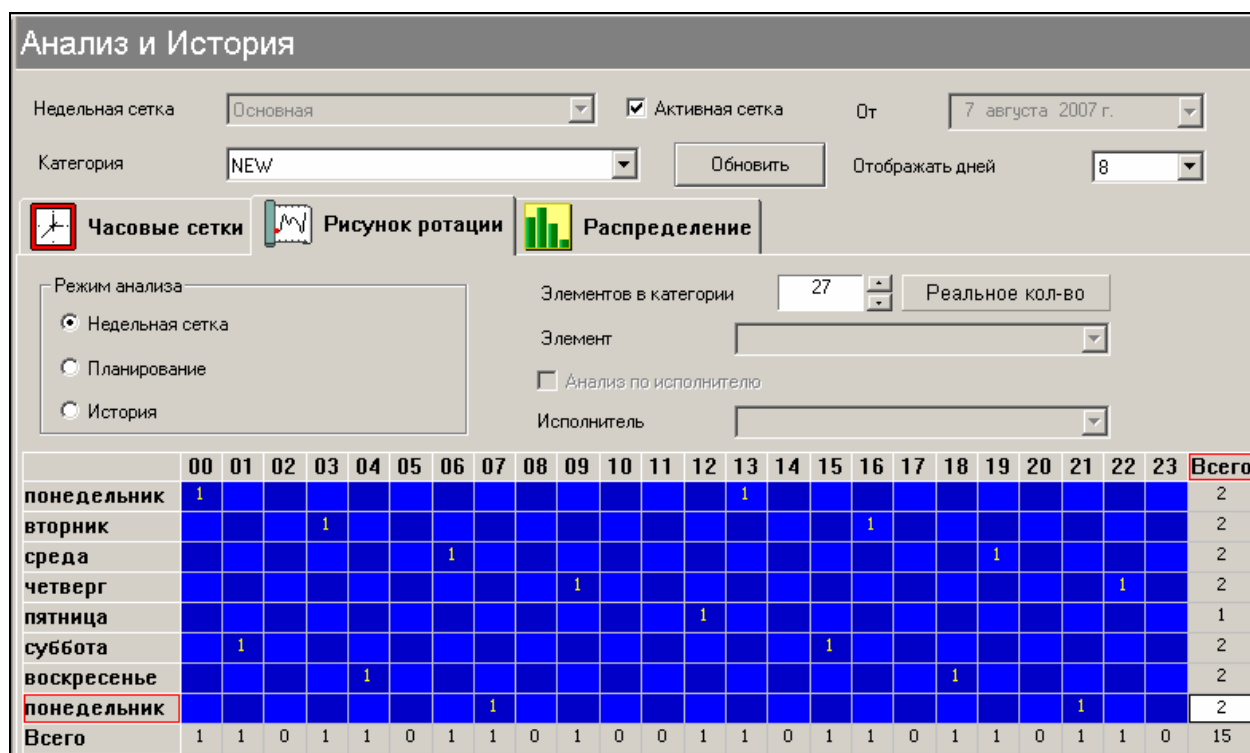 Анализ и История
Недельная сетка Основная Активная сетка От 7 августа 2007 г.
Категория NEW Обновить Отображать дней 8
Часовые сетки Рисунок ротации Распределение
Режим анализа Элементов в категории 27 Реальное кол-во
Недельная сетка
Элемент
Планирование
Анализ по исполнителю
История
Исполнитель
00 01 02 03 04 05 06 07 08 09 10 11 12 13 14 15 16 17 18 19 20 21 22 23 Всего
понедельник 1 1 2
вторник 1 1 2
среда 1 1 2
четверг 1 1 2
пятница 1 1
суббота 1 1 2
воскресенье 1 1 2
понедельник 1 1 2
Всего 1 1 0 1 1 0 1 1 0 1 0 0 1 1 0 1 1 0 1 1 0 1 1 0 15